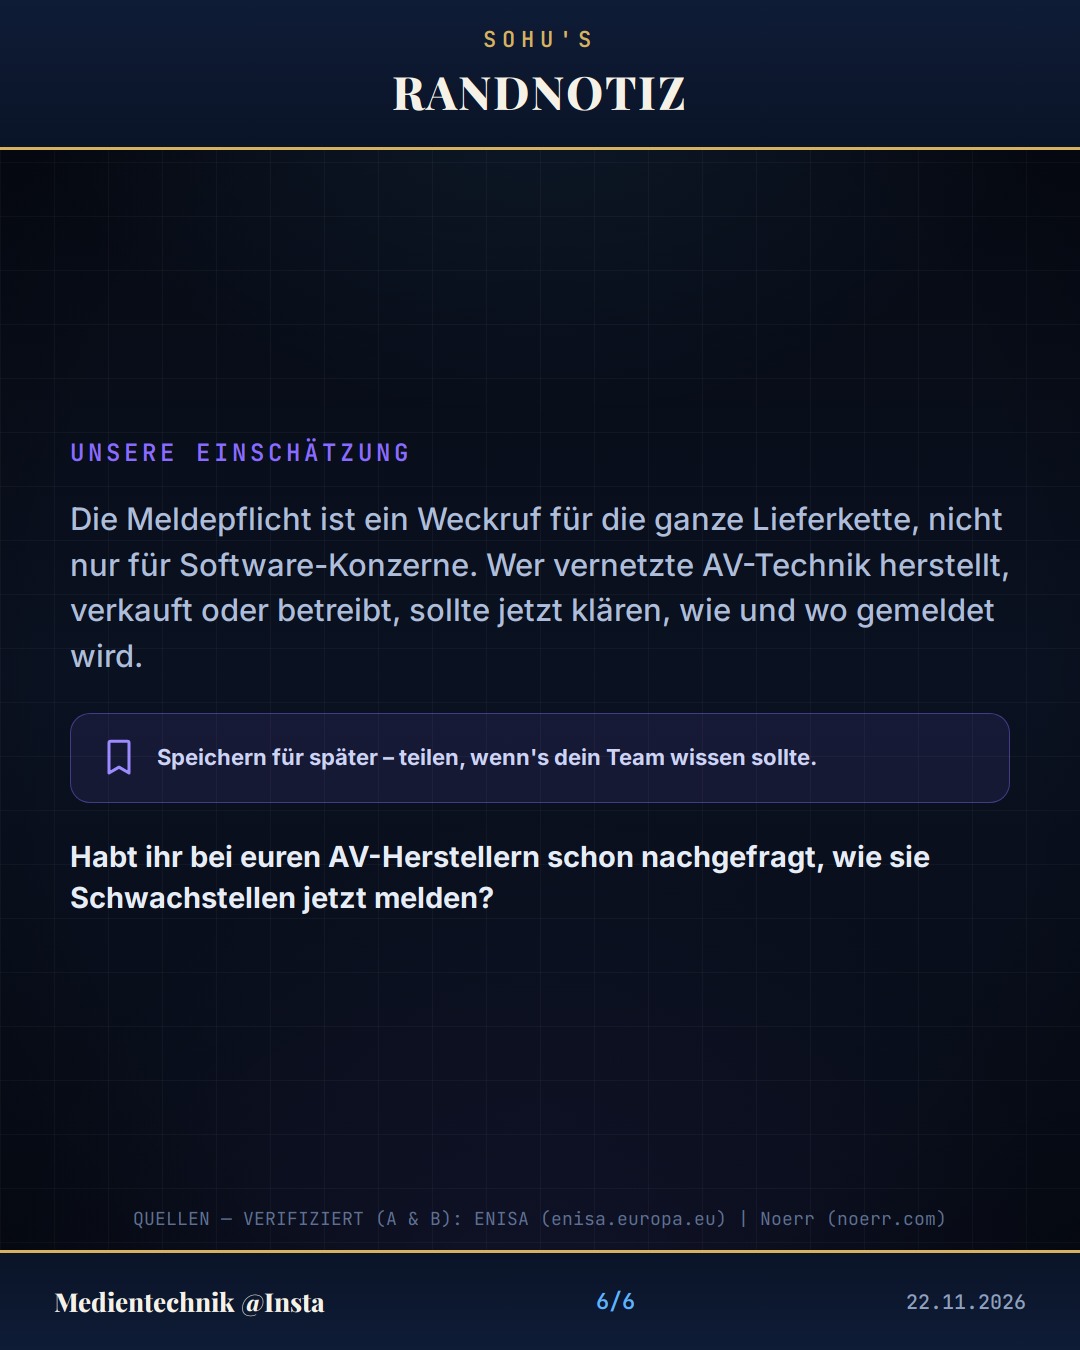 SOHU'S
RANDNOTIZ
UNSERE EINSCHÄTZUNG
Die Meldepflicht ist ein Weckruf für die ganze Lieferkette, nicht
nur für Software-Konzerne. Wer vernetzte AV-Technik herstellt,
verkauft oder betreibt, sollte jetzt klären, wie und wo gemeldet
wird.
Speichern für später – teilen, wenn's dein Team wissen sollte.
Habt ihr bei euren AV-Herstellern schon nachgefragt, wie sie
Schwachstellen jetzt melden?
QUELLEN — VERIFIZIERT (A & B): ENISA (enisa.europa.eu) | Noerr (noerr.com)
Medientechnik @Insta
6/6
22.11.2026